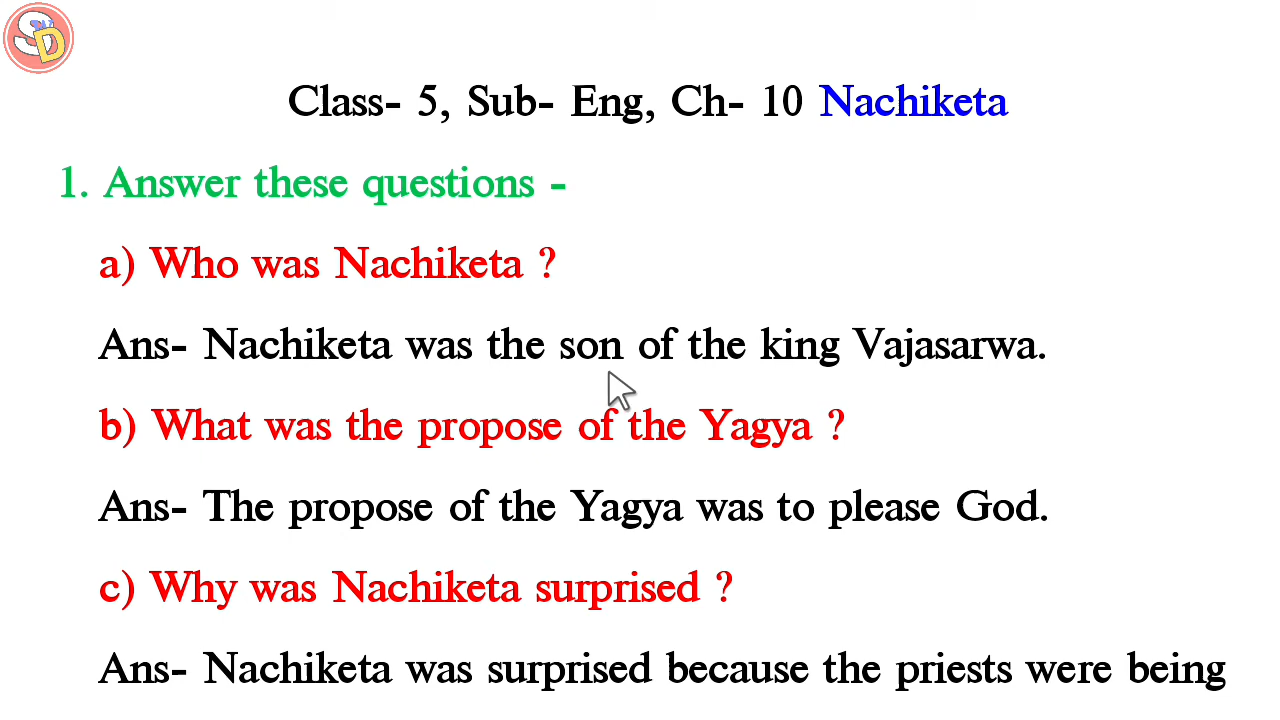 SD
Class- 5, Sub- Eng, Ch- 10 Nachiketa
1. Answer these questions -
a) Who was Nachiketa ?
Ans- Nachiketa was the son of the king Vajasarwa.
b) What was the propose of the Yagya ?
Ans- The propose of the Yagya was to please God.
c) Why was Nachiketa surprised ?
Ans- Nachiketa was surprised because the priests were being